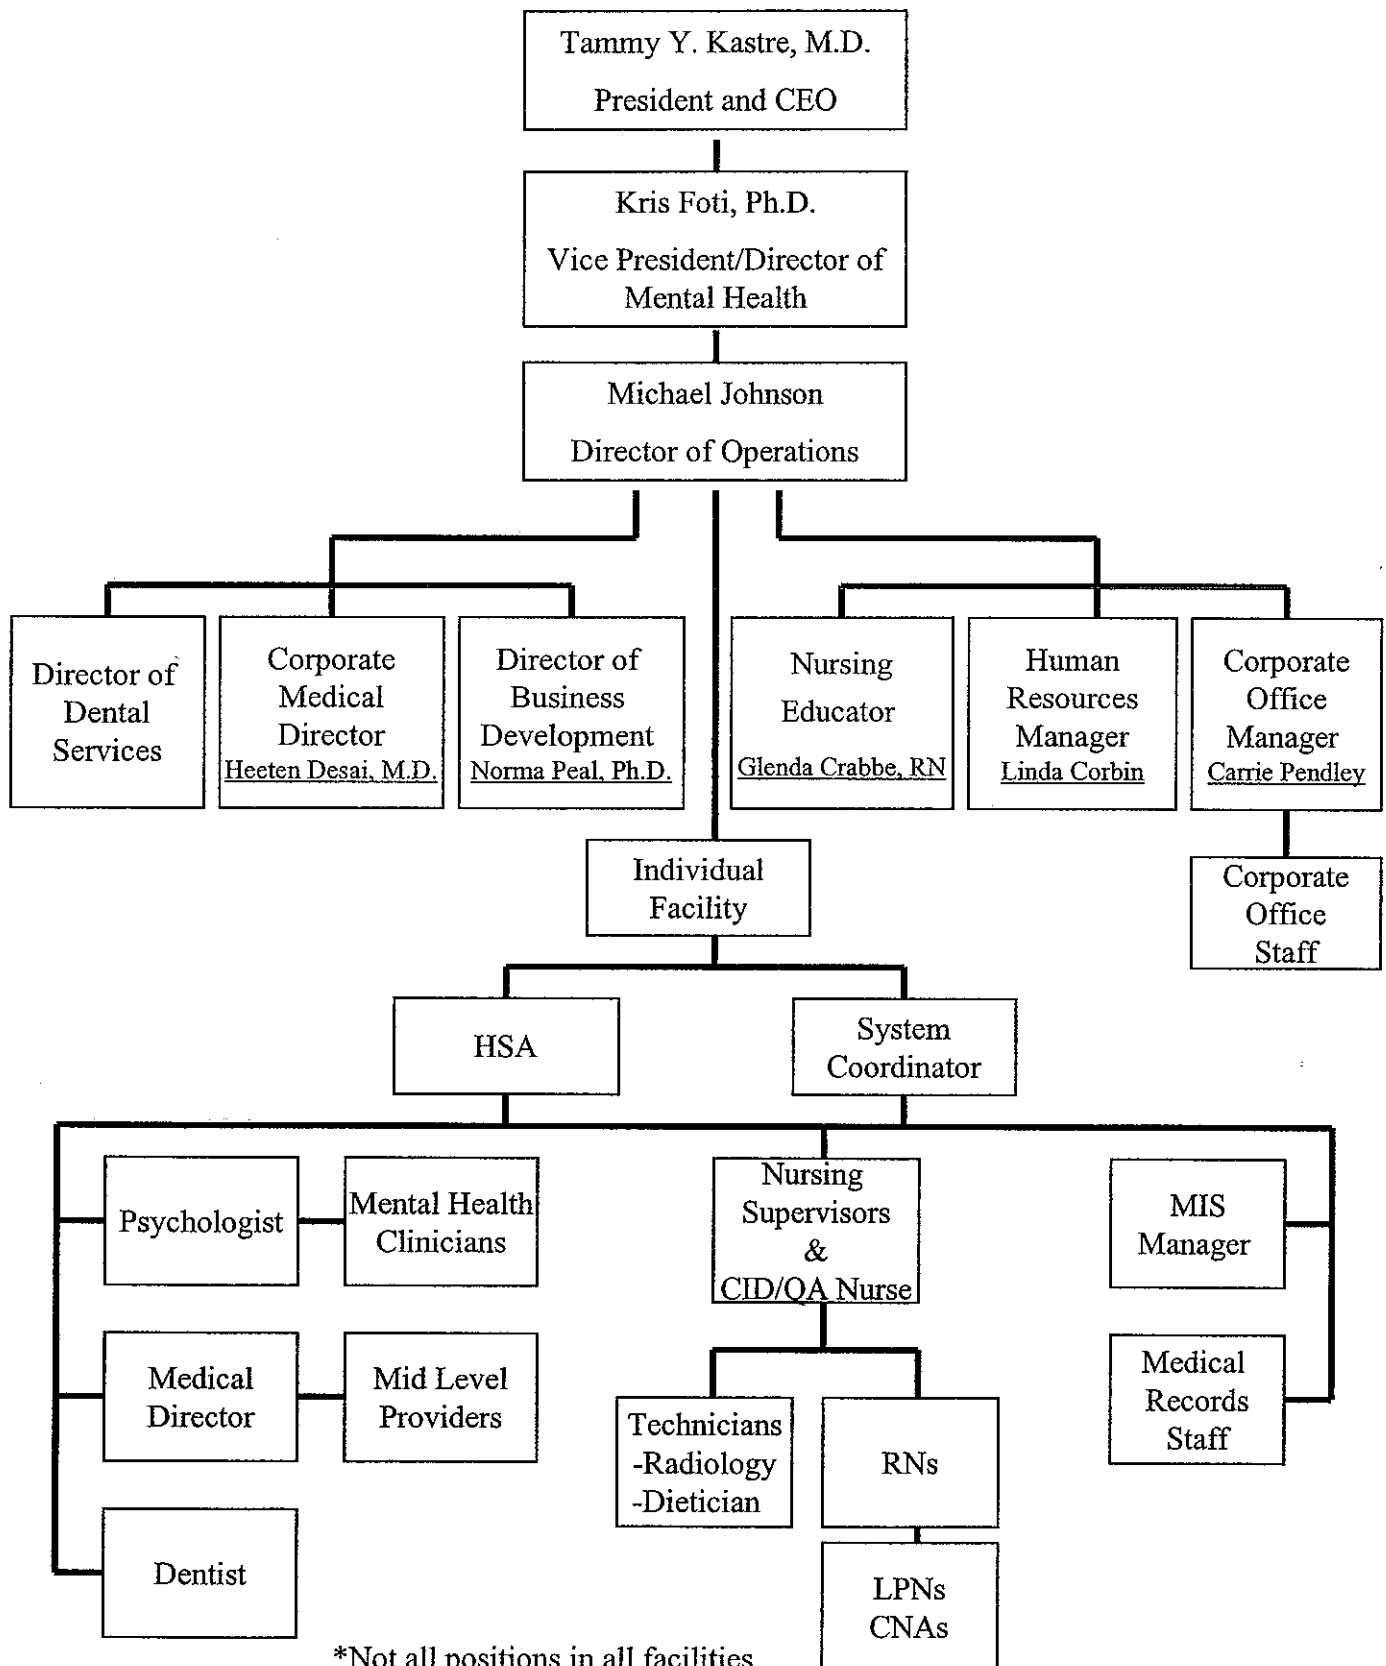 Tammy Y. Kastre, M.D.
President and CEO
Kris Foti, Ph.D.
Vice President/Director of
Mental Health
Michael Johnson
Director of Operations
Director of
Dental
Services
Corporate
Medical
Director
Heeten Desai, M.D.
Director of
Business
Development
Norma Peal, Ph.D.
Nursing
Educator
Glenda Crabbe, RN
Human
Resources
Manager
Linda Corbin
Corporate
Office
Manager
Carrie Pendley
Individual
Facility
Corporate
Office
Staff
HSA
System
Coordinator
Psychologist
Mental Health
Clinicians
Nursing
Supervisors
&
CID/QA Nurse
MIS
Manager
Medical
Director
Mid Level
Providers
Technicians
-Radiology
-Dietician
RNs
Medical
Records
Staff
Dentist
LPNs
CNAs
*Not all positions in all facilities